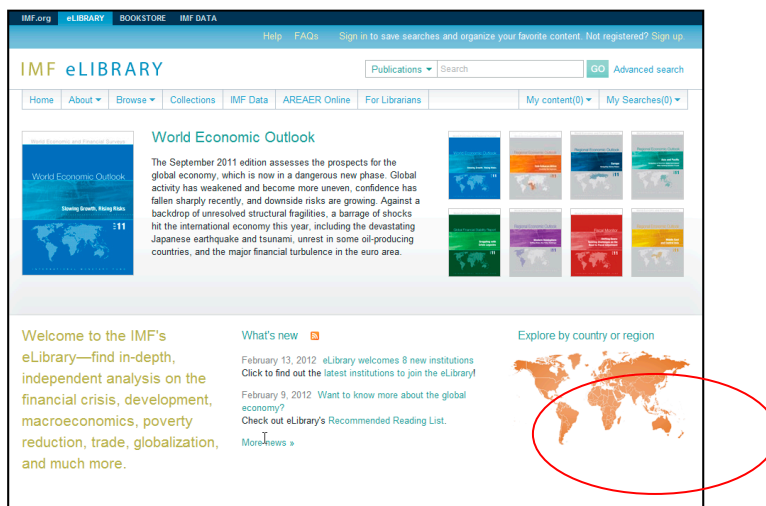 IMF.org eLIBRARY BOOKSTORE IMF DATA
Help FAQs Sign in to save searches and organize your favorite content. Not registered? Sign up.
IMF eLIBRARY
Publications Search GO Advanced search
Home About Browse Collections IMF Data AREAER Online For Librarians My content(0) My Searches(0)
World Economic and Financial Surveys
World Economic Outlook
Slowing Growth, Rising Risks
11
World Economic Outlook
The September 2011 edition assesses the prospects for the
global economy, which is now in a dangerous new phase. Global
activity has weakened and become more uneven, confidence has
fallen sharply recently, and downside risks are growing. Against a
backdrop of unresolved structural fragilities, a barrage of shocks
hit the international economy this year, including the devastating
Japanese earthquake and tsunami, unrest in some oil-producing
countries, and the major financial turbulence in the euro area.
Welcome to the IMF's
eLibrary—find in-depth,
independent analysis on the
financial crisis, development,
macroeconomics, poverty
reduction, trade, globalization,
and much more.
What's new
February 13, 2012 eLibrary welcomes 8 new institutions
Click to find out the latest institutions to join the eLibrary!
February 9, 2012 Want to know more about the global
economy?
Check out eLibrary's Recommended Reading List.
More news »
Explore by country or region